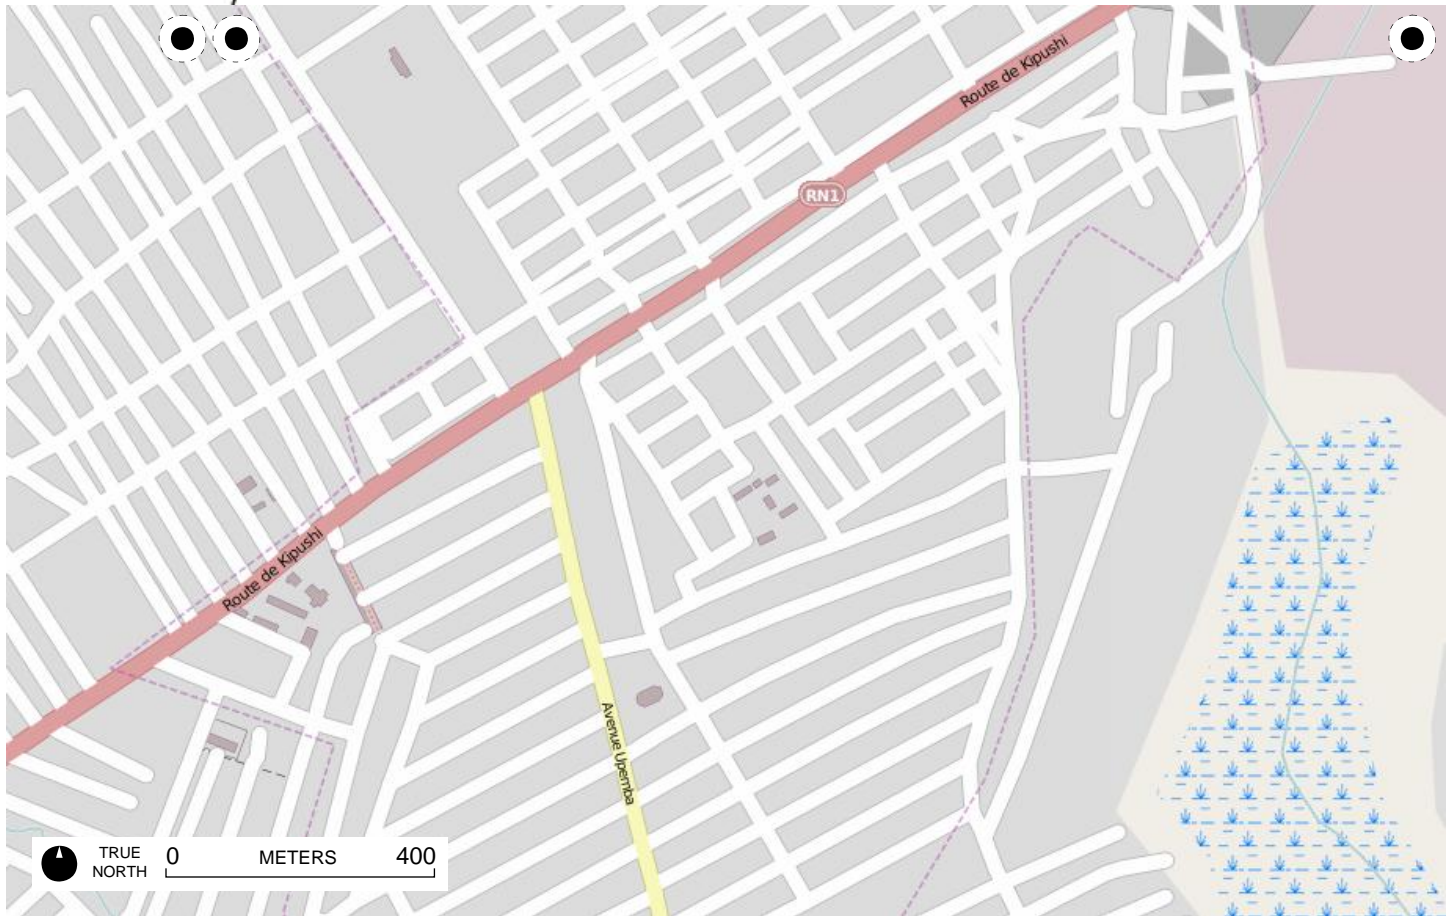 Route de Kipushi
RN1
Route de Kipushi
Avenue Upemba
TRUE
NORTH
0 METERS 400